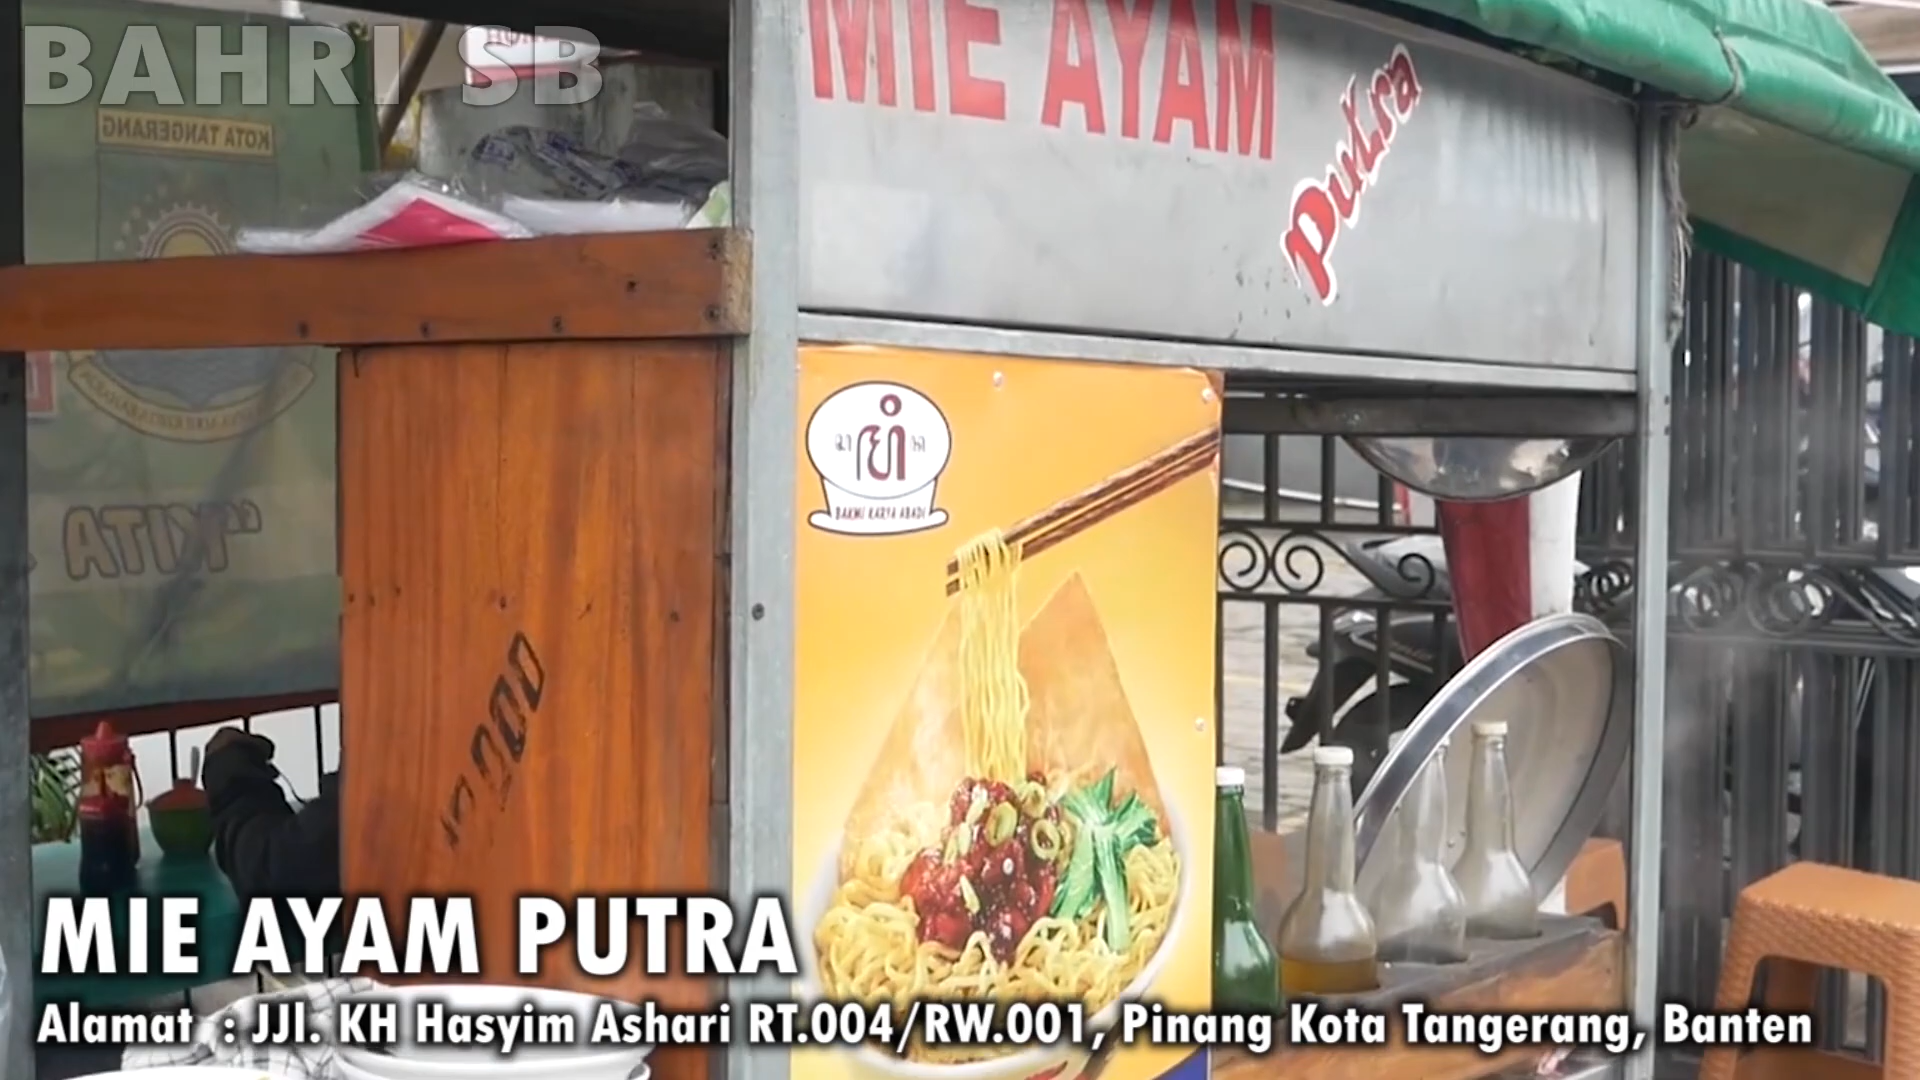 BAHRI SB
KOTA TANGERANG
MIE AYAM
Putra
BAKMI KARYA ABADI
"KITA
MIE AYAM PUTRA
Alamat : JJl. KH Hasyim Ashari RT.004/RW.001, Pinang Kota Tangerang, Banten